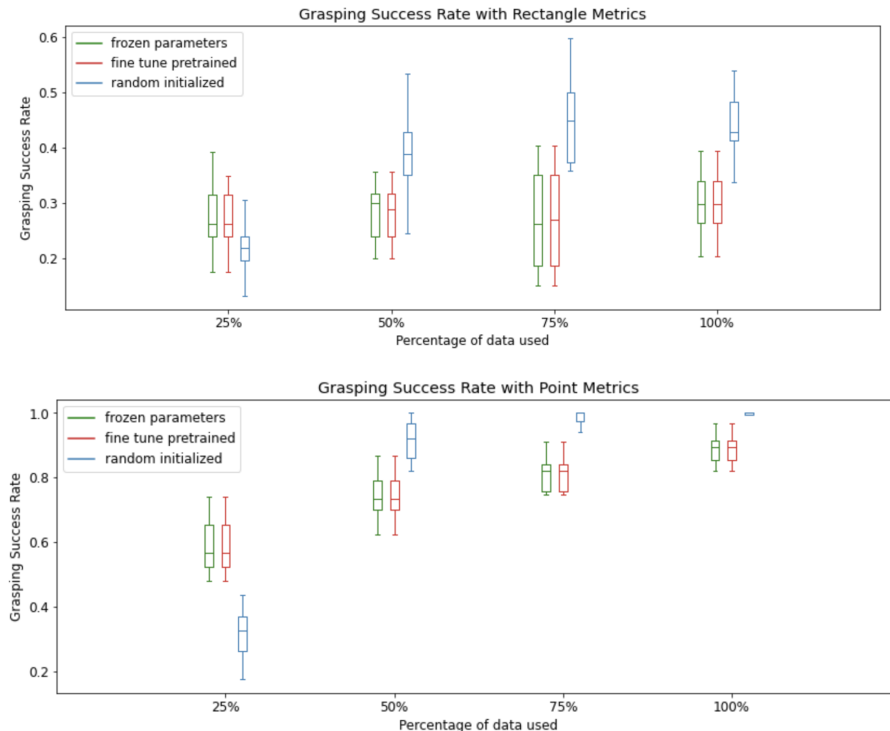 Grasping Success Rate with Rectangle Metrics
0.6
0.5
0.4
0.3
0.2
Grasping Success Rate
frozen parameters
fine tune pretrained
random initialized
25% 50% 75% 100%
Percentage of data used
Grasping Success Rate with Point Metrics
1.0
0.8
0.6
0.4
0.2
Grasping Success Rate
frozen parameters
fine tune pretrained
random initialized
25% 50% 75% 100%
Percentage of data used